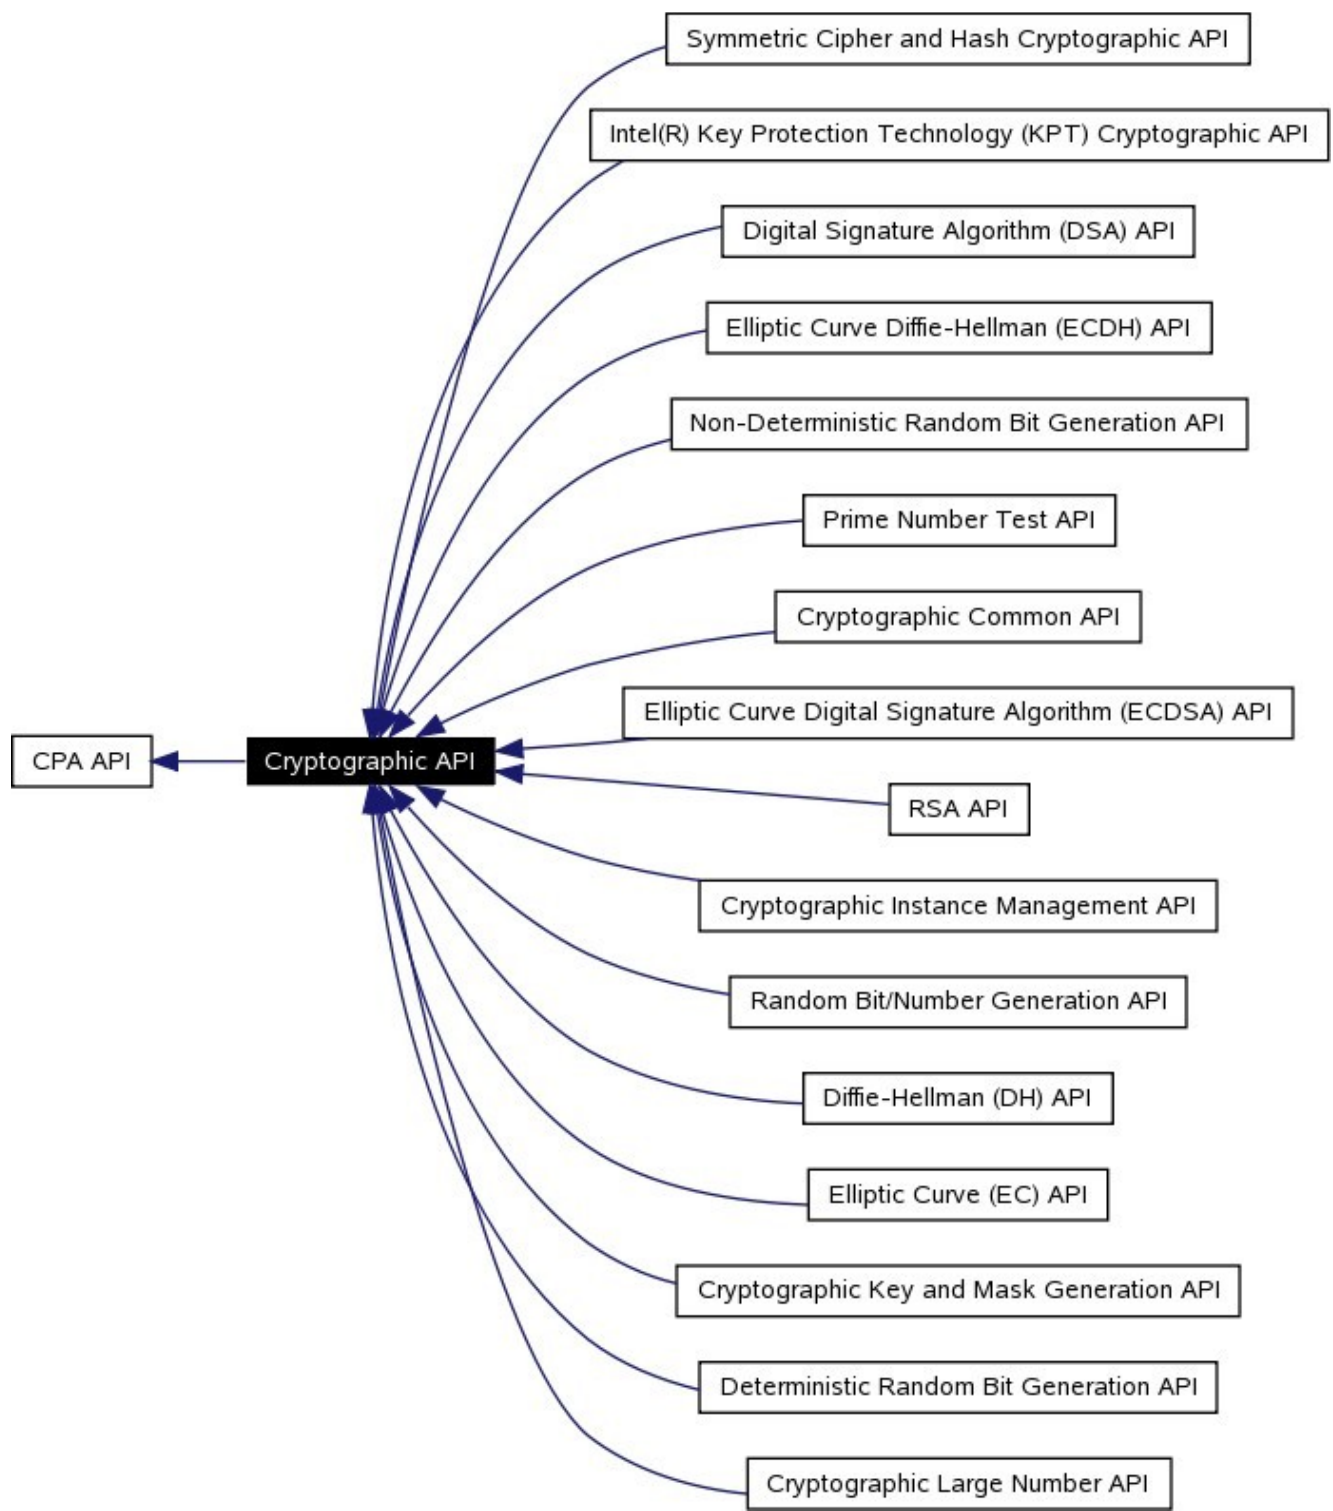 Symmetric Cipher and Hash Cryptographic API
Intel(R) Key Protection Technology (KPT) Cryptographic API
Digital Signature Algorithm (DSA) API
Elliptic Curve Diffie-Hellman (ECDH) API
Non-Deterministic Random Bit Generation API
Prime Number Test API
Cryptographic Common API
Elliptic Curve Digital Signature Algorithm (ECDSA) API
CPA API
Cryptographic API
RSA API
Cryptographic Instance Management API
Random Bit/Number Generation API
Diffie-Hellman (DH) API
Elliptic Curve (EC) API
Cryptographic Key and Mask Generation API
Deterministic Random Bit Generation API
Cryptographic Large Number API